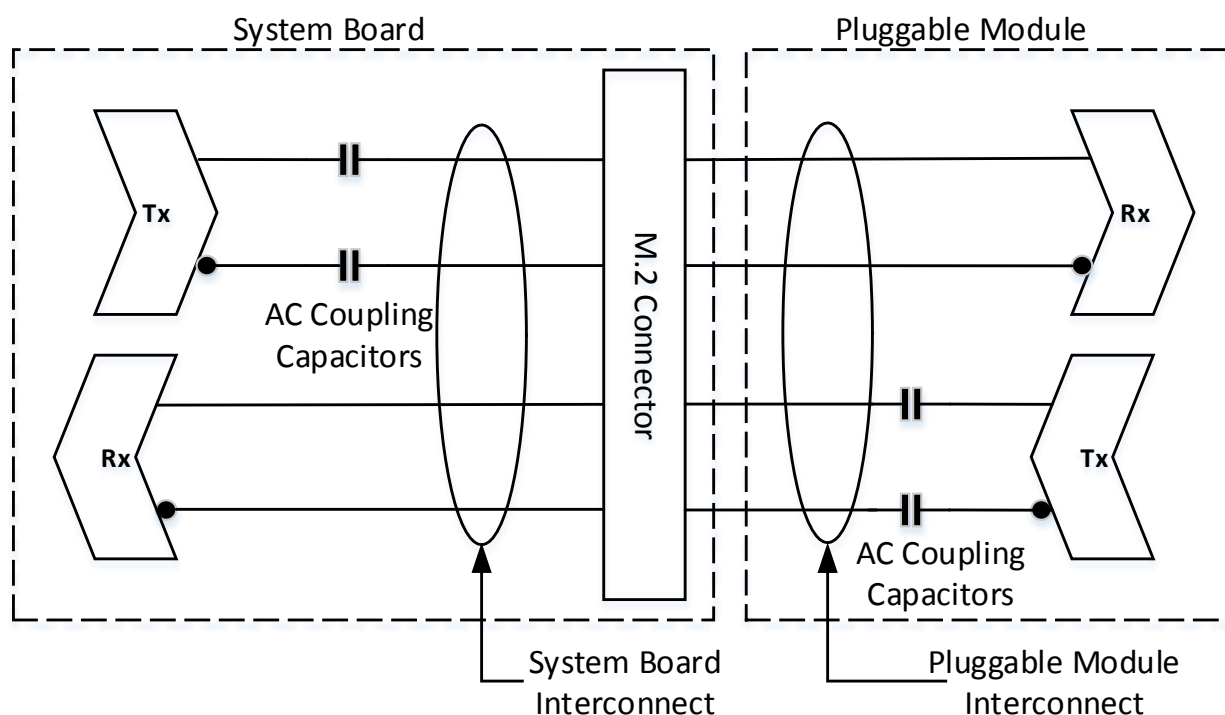 System Board
Pluggable Module
Tx
Rx
AC Coupling
Capacitors
M.2 Connector
Rx
Tx
AC Coupling
Capacitors
System Board
Interconnect
Pluggable Module
Interconnect